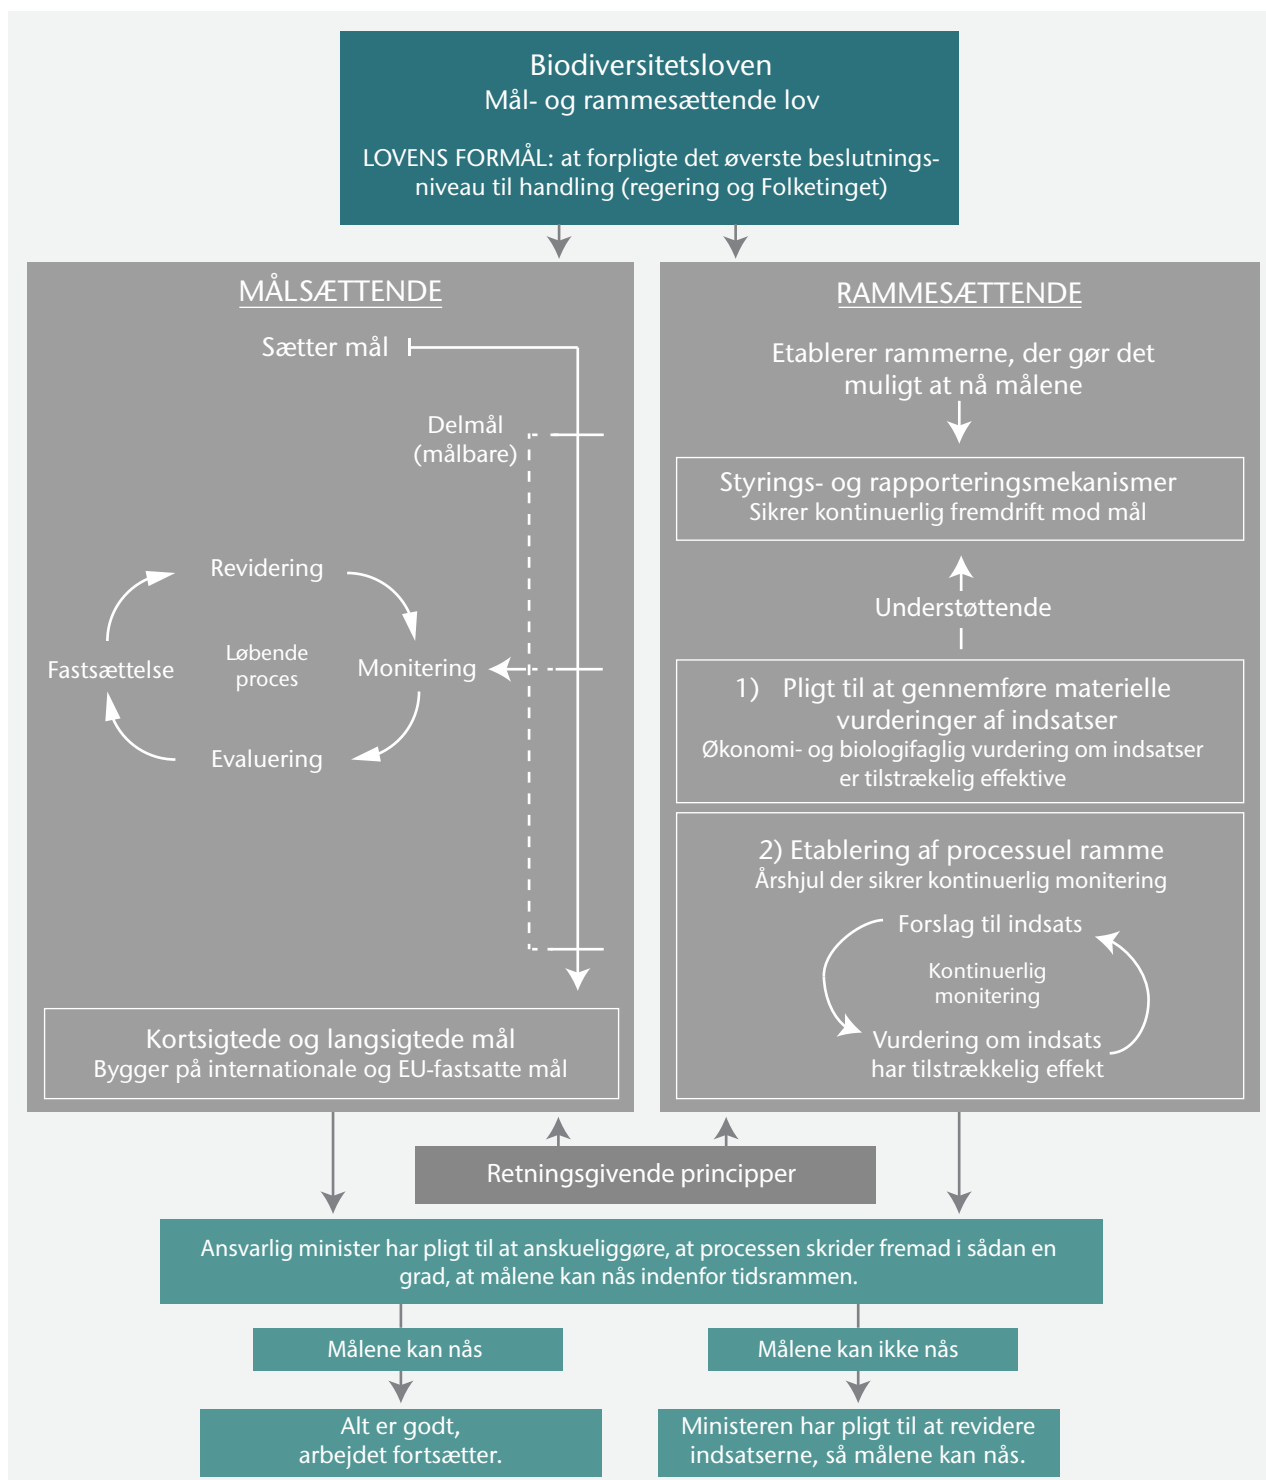 Biodiversitetsloven
Mål- og rammesættende lov
LOVENS FORMÅL: at forpligte det øverste beslutnings-
niveau til handling (regering og Folketinget)
MÅLSÆTTENDE
Sætter mål
Delmål
(målbare)
Revidering
Løbende
proces
Fastsættelse
Monitering
Evaluering
Kortsigtede og langsigtede mål
Bygger på internationale og EU-fastsatte mål
RAMMESÆTTENDE
Etablerer rammerne, der gør det
muligt at nå målene
Styrings- og rapporteringsmekanismer
Sikrer kontinuerlig fremdrift mod mål
Understøttende
1) Pligt til at gennemføre materielle
vurderinger af indsatser
Økonomi- og biologifaglig vurdering om indsatser
er tilstrækelig effektive
2) Etablering af processuel ramme
Årshjul der sikrer kontinuerlig monitering
Forslag til indsats
Kontinuerlig
monitering
Vurdering om indsats
har tilstrækkelig effekt
Retningsgivende principper
Ansvarlig minister har pligt til at anskueliggøre, at processen skrider fremad i sådan en
grad, at målene kan nås indenfor tidsrammen.
Målene kan nås
Målene kan ikke nås
Alt er godt,
arbejdet fortsætter.
Ministeren har pligt til at revidere
indsatserne, så målene kan nås.